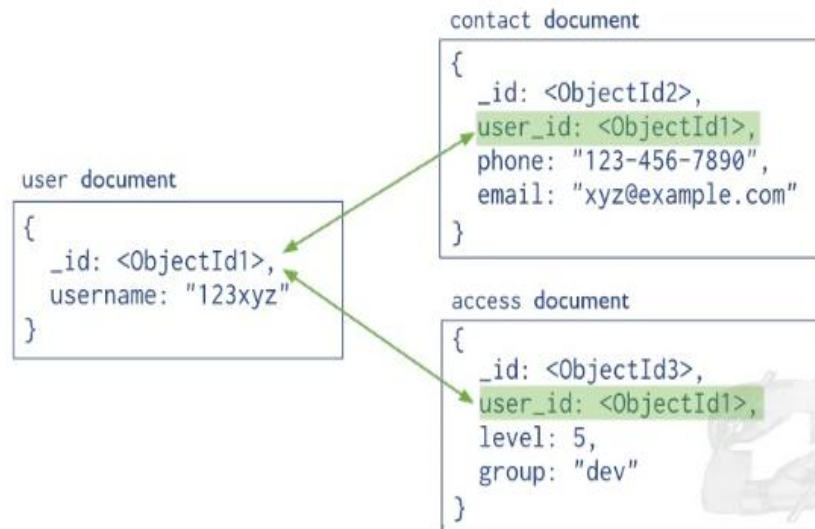 contact document
{
_id: <ObjectId2>,
user_id: <ObjectId1>,
phone: "123-456-7890",
email: "xyz@example.com"
}
user document
{
_id: <ObjectId1>,
username: "123xyz"
}
access document
{
_id: <ObjectId3>,
user_id: <ObjectId1>,
level: 5,
group: "dev"
}